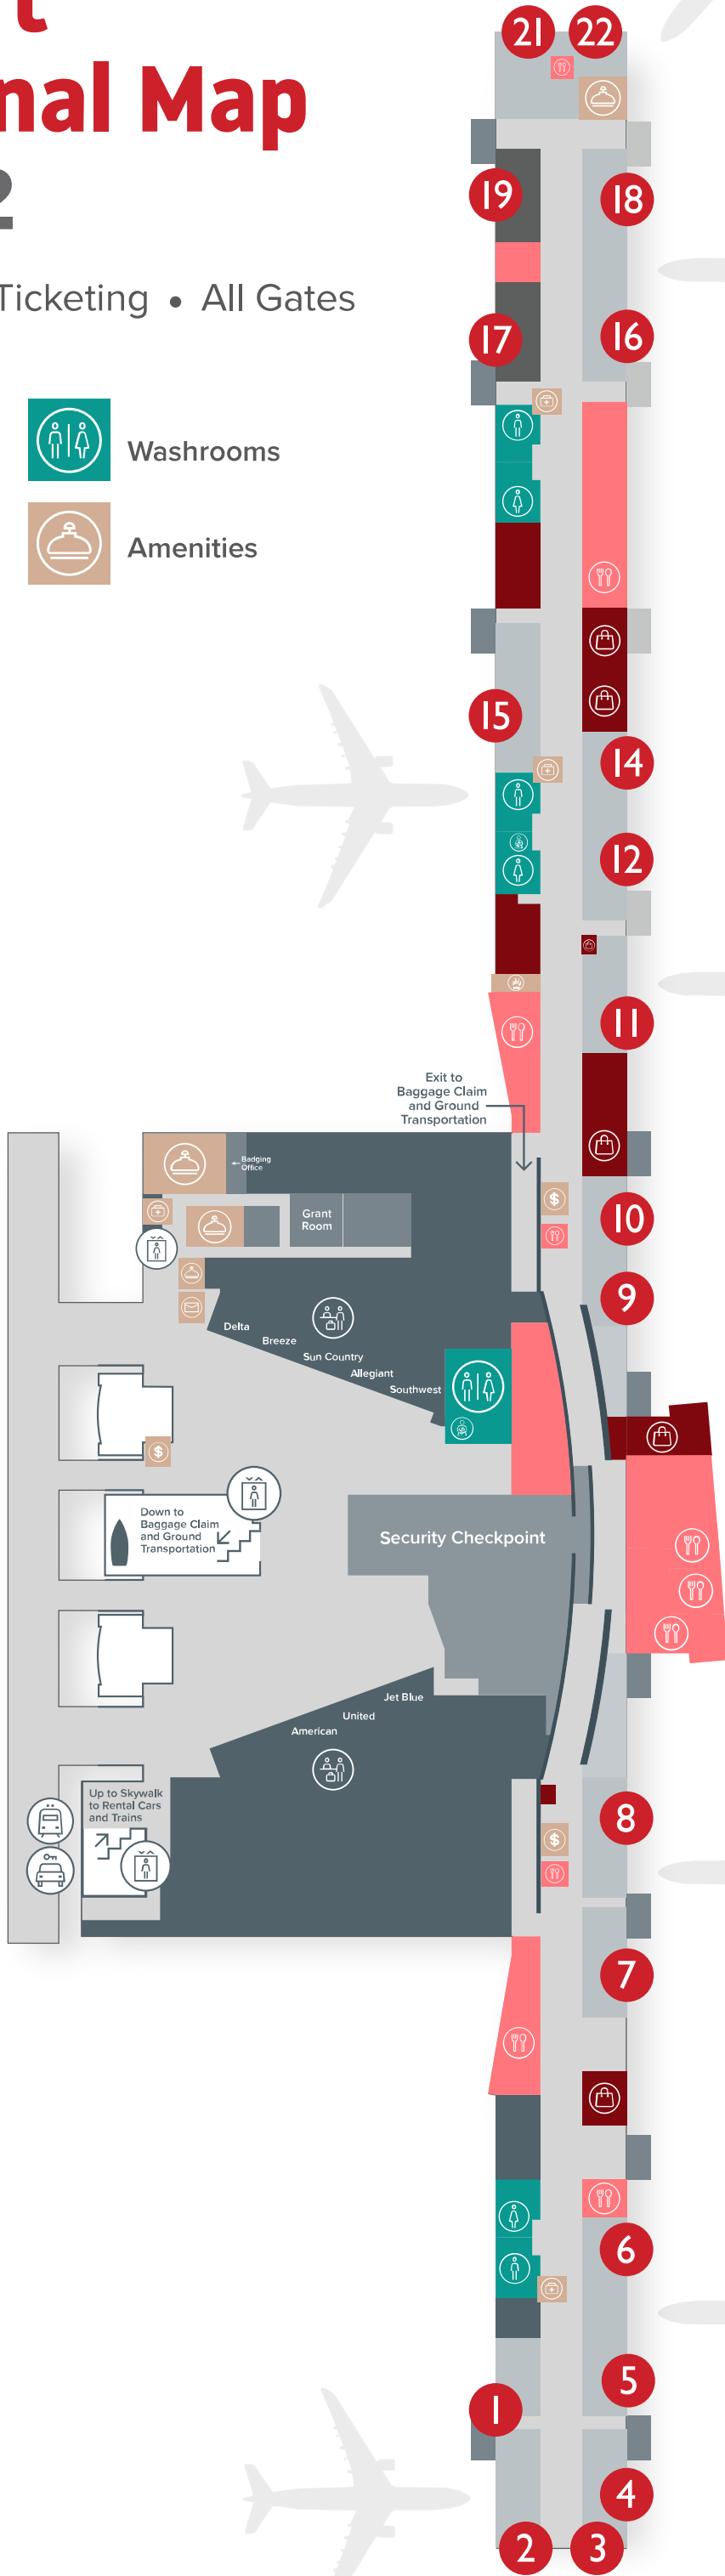 nal Map
2
Ticketing • All Gates
Washrooms
Amenities
21
22
19
18
17
16
15
14
12
11
Exit to
Baggage Claim
and Ground
Transportation
Badging
Office
Grant
Room
10
9
Delta
Breeze
Sun Country
Allegiant
Southwest
$
$
Down to
Baggage Claim
and Ground
Transportation
Security Checkpoint
Jet Blue
United
American
Up to Skywalk
to Rental Cars
and Trains
$
8
7
6
5
1
4
2
3